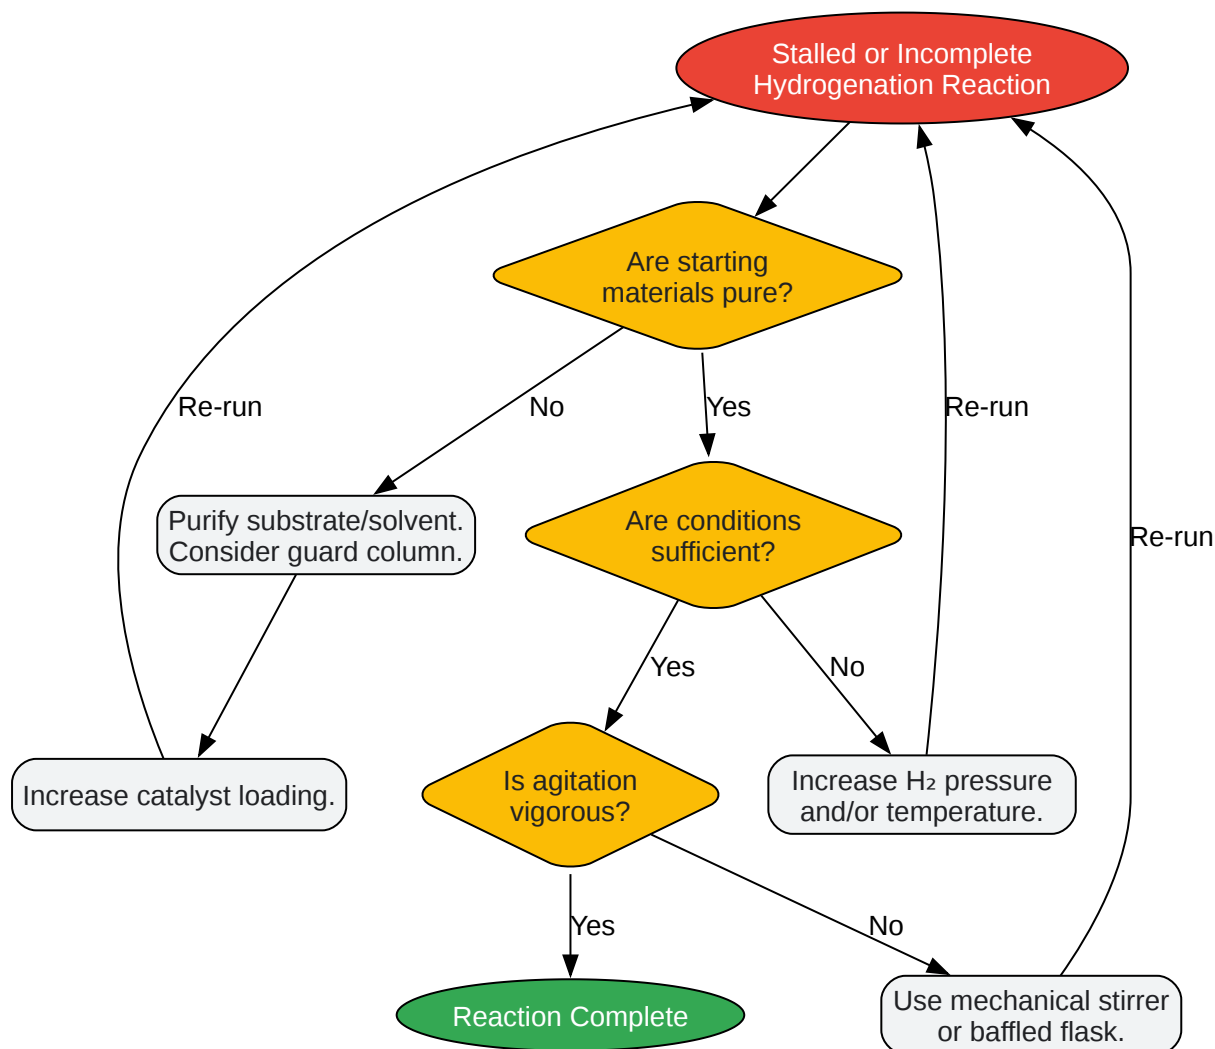 Stalled or Incomplete
Hydrogenation Reaction
Are starting
materials pure?
Re-run
No
Yes
Re-run
Purify substrate/solvent.
Consider guard column.
Are conditions
sufficient?
Re-run
Yes
No
Increase catalyst loading.
Is agitation
vigorous?
Increase H₂ pressure
and/or temperature.
Yes
No
Reaction Complete
Use mechanical stirrer
or baffled flask.